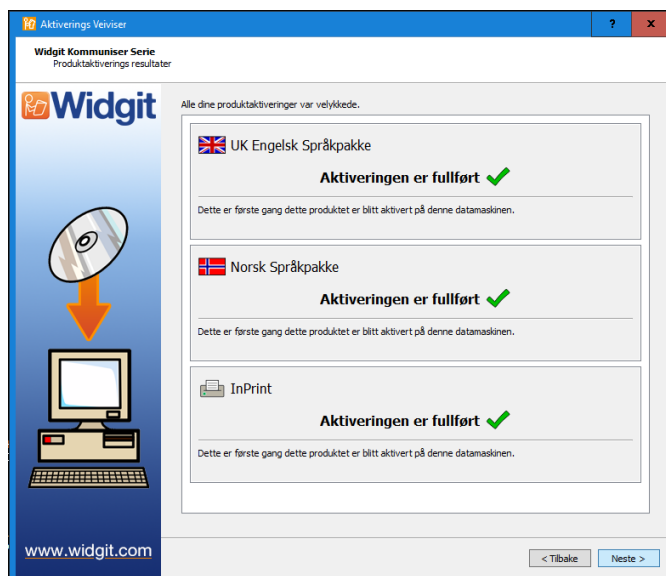 Aktiverings Veiviser
?
x
Widgit Kommuniser Serie
Produktaktiverings resultater
Widgit
Alle dine produktaktiveringer var velykkede.
UK Engelsk Språkpakke
Aktiveringen er fullført
Dette er første gang dette produktet er blitt aktivert på denne datamaskinen.
Norsk Språkpakke
Aktiveringen er fullført
Dette er første gang dette produktet er blitt aktivert på denne datamaskinen.
InPrint
Aktiveringen er fullført
Dette er første gang dette produktet er blitt aktivert på denne datamaskinen.
www.widgit.com
< Tilbake
Neste >